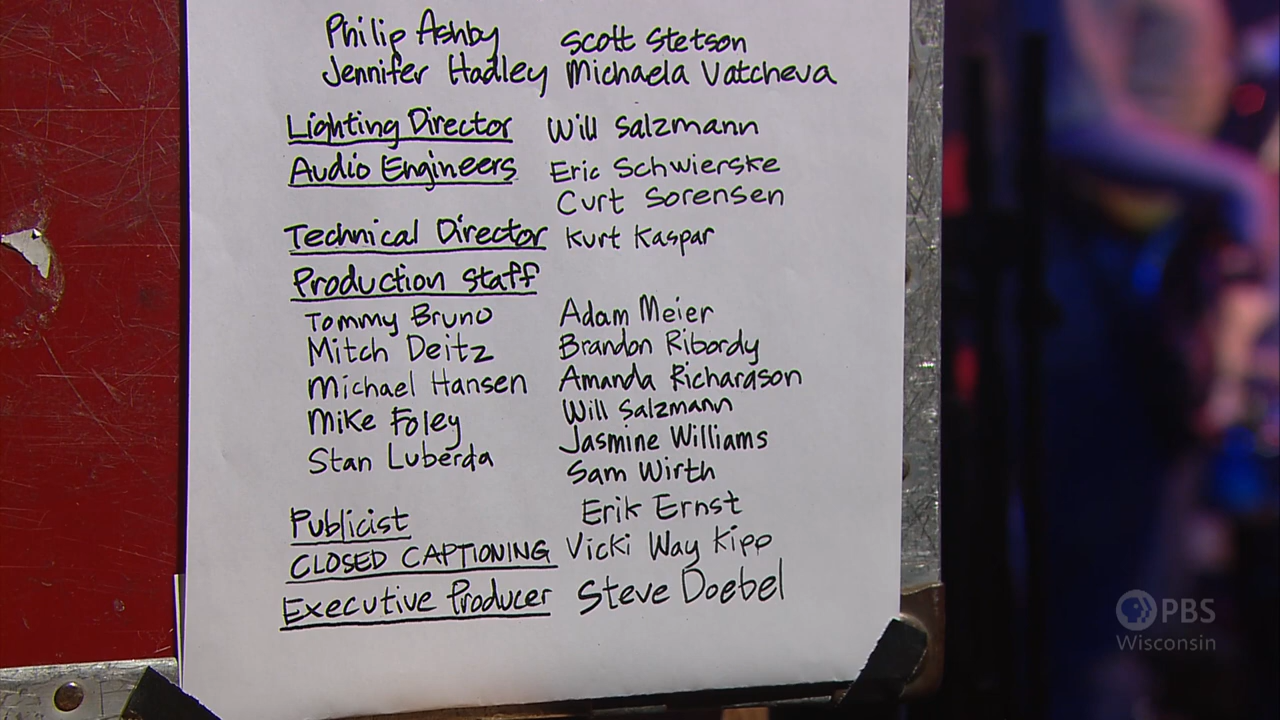 Philip Ashby Scott Stetson
Jennifer Hadley Michaela Vatcheva
Lighting Director Will Salzmann
Audio Engineers Eric Schwierske
Curt Sorensen
Technical Director Kurt Kaspar
Production Staff
Tommy Bruno Adam Meier
Mitch Deitz Brandon Ribordy
Michael Hansen Amanda Richardson
Mike Foley Will Salzmann
Stan Luberda Jasmine Williams
Sam Wirth
Publicist Erik Ernst
CLOSED CAPTIONING Vicki Way Kipp
Executive Producer Steve Doebel
PBS
Wisconsin